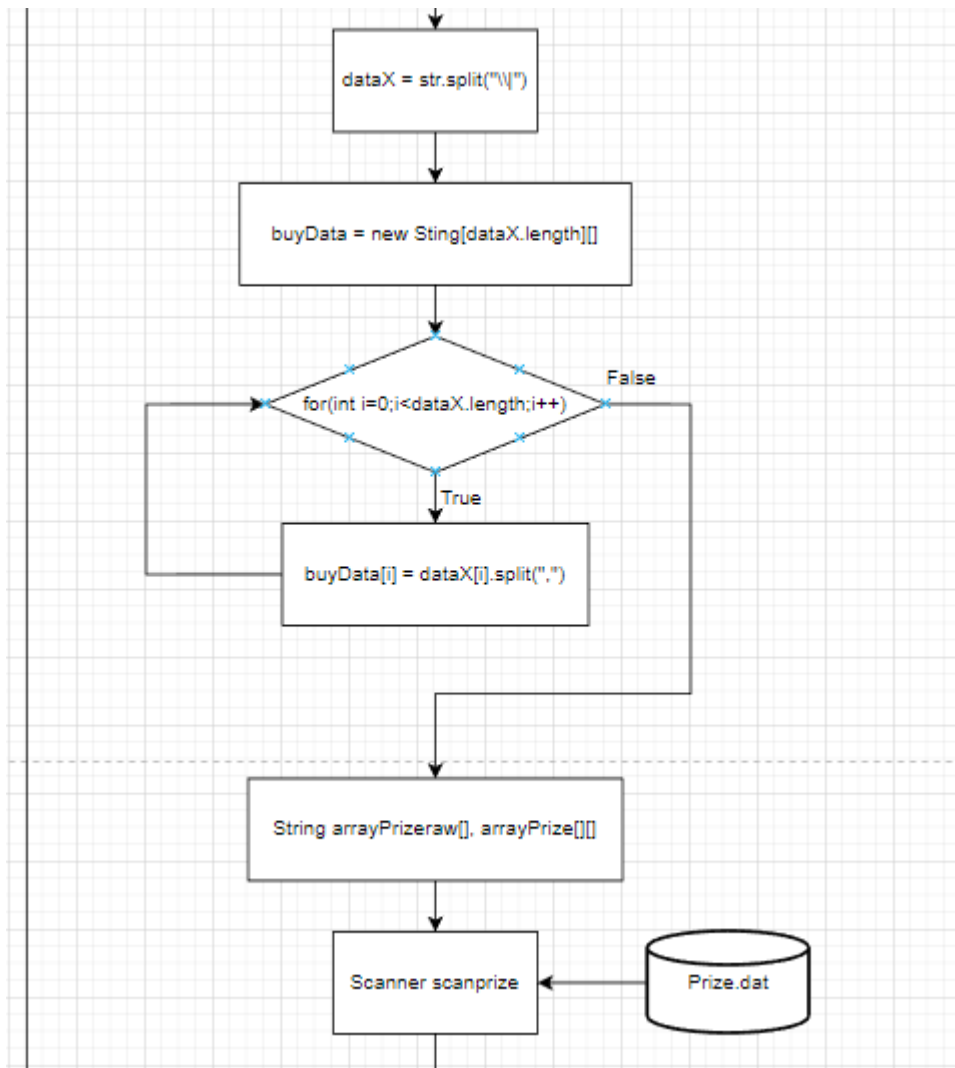 dataX = str.split("\\|")
buyData = new Sting[dataX.length][]
for(int i=0;i<dataX.length;i++)
False
True
buyData[i] = dataX[i].split(",")
String arrayPrizeraw[], arrayPrize[][]
Scanner scanprize
Prize.dat